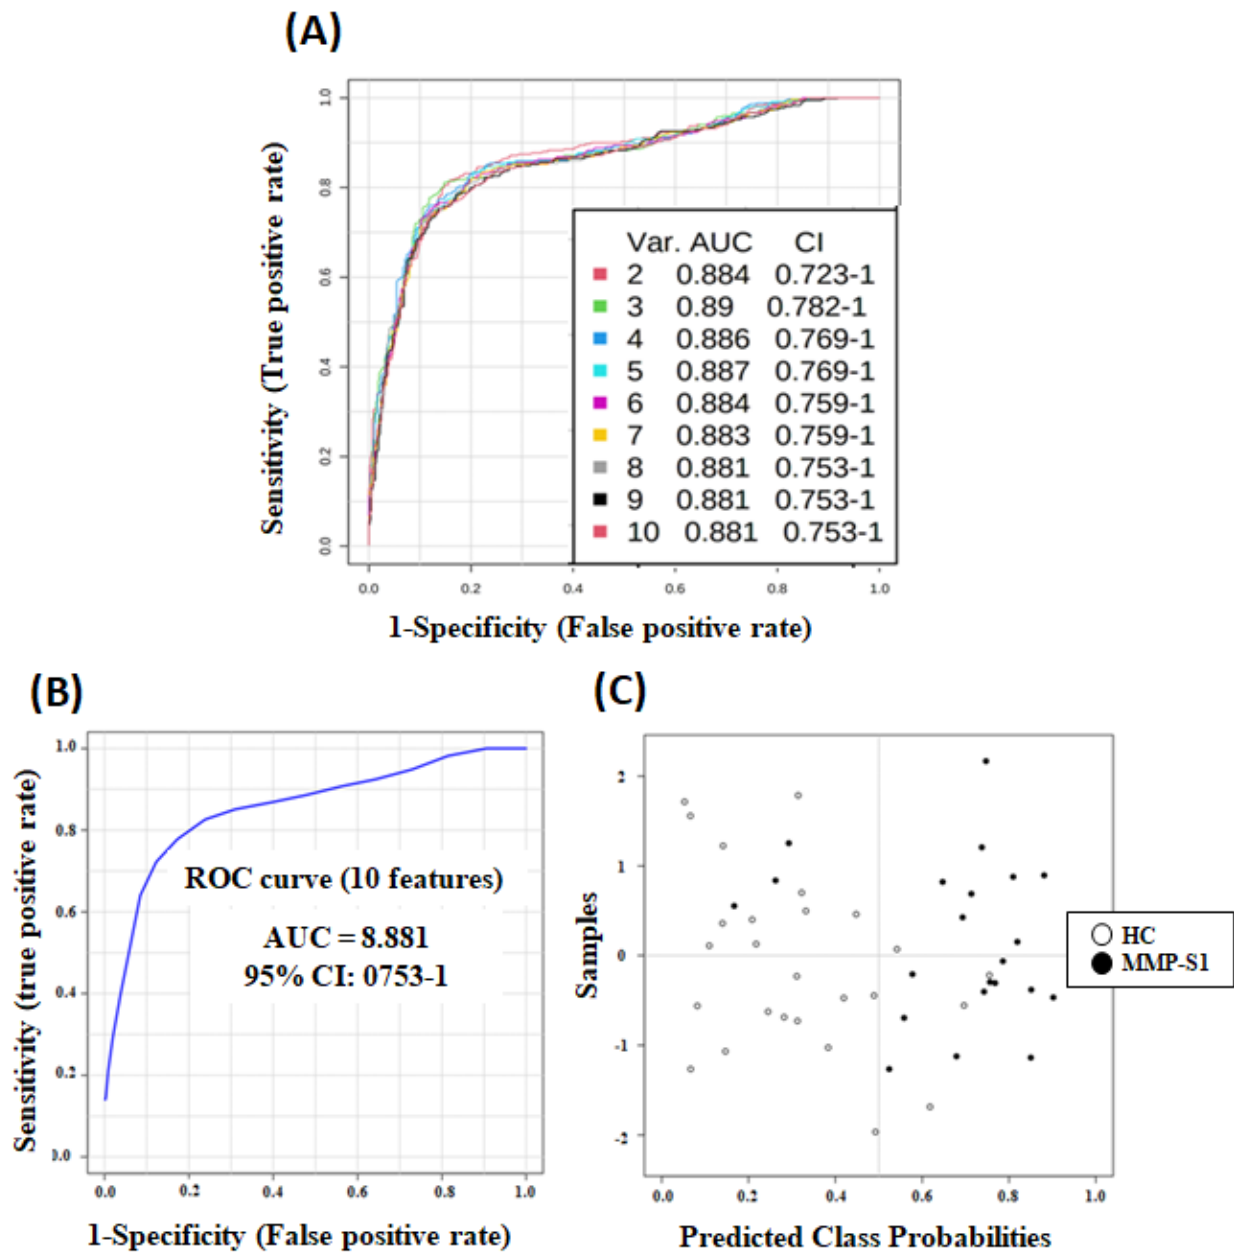 (A)
Sensitivity (True positive rate)
1.0
0.8
0.6
0.4
0.2
0.0
Var. AUC CI
2 0.884 0.723-1
3 0.89 0.782-1
4 0.886 0.769-1
5 0.887 0.769-1
6 0.884 0.759-1
7 0.883 0.759-1
8 0.881 0.753-1
9 0.881 0.753-1
10 0.881 0.753-1
0.0 0.2 0.4 0.6 0.8 1.0
1-Specificity (False positive rate)
(B)
Sensitivity (true positive rate)
1.0
0.8
0.6
0.4
0.2
0.0
ROC curve (10 features)
AUC = 8.881
95% CI: 0753-1
0.0 0.2 0.4 0.6 0.8 1.0
1-Specificity (False positive rate)
(C)
Samples
2
1
0
-1
-2
HC
MMP-S1
0.0 0.2 0.4 0.6 0.8 1.0
Predicted Class Probabilities